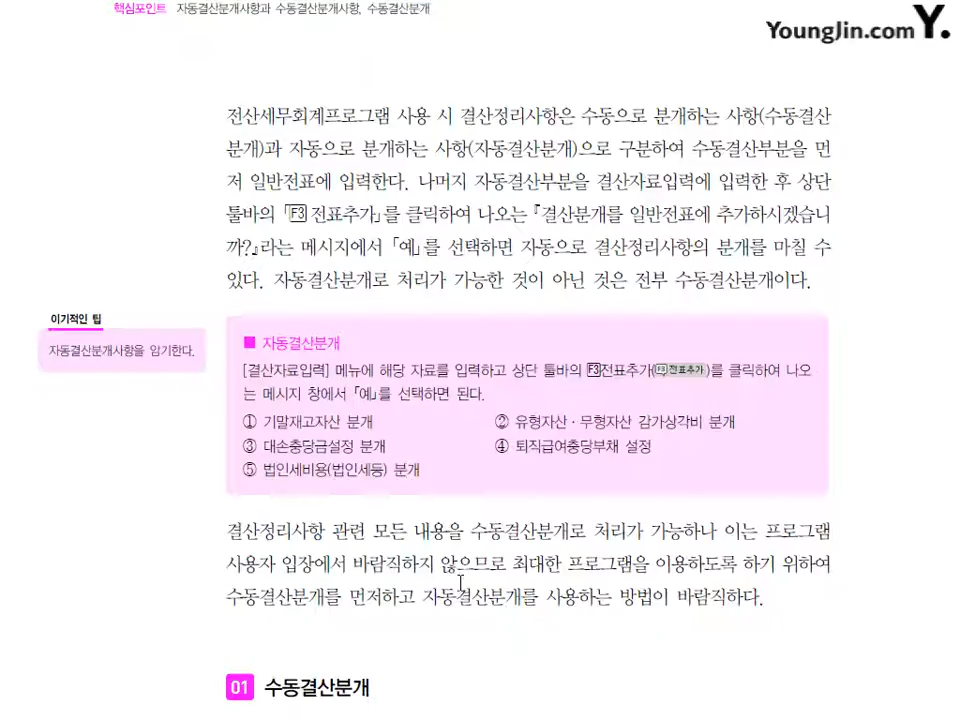 핵심포인트 자동결산분개사항과 수동결산분개사항, 수동결산분개
YoungJin.com Y.
전산세무회계프로그램 사용 시 결산정리사항은 수동으로 분개하는 사항(수동결산
분개)과 자동으로 분개하는 사항(자동결산분개)으로 구분하여 수동결산부분을 먼
저 일반전표에 입력한다. 나머지 자동결산부분을 결산자료입력에 입력한 후 상단
툴바의 「F3 전표추가」를 클릭하여 나오는 『결산분개를 일반전표에 추가하시겠습니
까?』라는 메시지에서 「예」를 선택하면 자동으로 결산정리사항의 분개를 마칠 수
있다. 자동결산분개로 처리가 가능한 것이 아닌 것은 전부 수동결산분개이다.
이기적인 팁
자동결산분개사항을 암기한다.
■ 자동결산분개
[결산자료입력] 메뉴에 해당 자료를 입력하고 상단 툴바의 F3전표추가(F3전표추가)를 클릭하여 나오
는 메시지 창에서 「예」를 선택하면 된다.
① 기말재고자산 분개 ② 유형자산·무형자산 감가상각비 분개
③ 대손충당금설정 분개 ④ 퇴직급여충당부채 설정
⑤ 법인세비용(법인세등) 분개
결산정리사항 관련 모든 내용을 수동결산분개로 처리가 가능하나 이는 프로그램
사용자 입장에서 바람직하지 않으므로 최대한 프로그램을 이용하도록 하기 위하여
수동결산분개를 먼저하고 자동결산분개를 사용하는 방법이 바람직하다.
01 수동결산분개